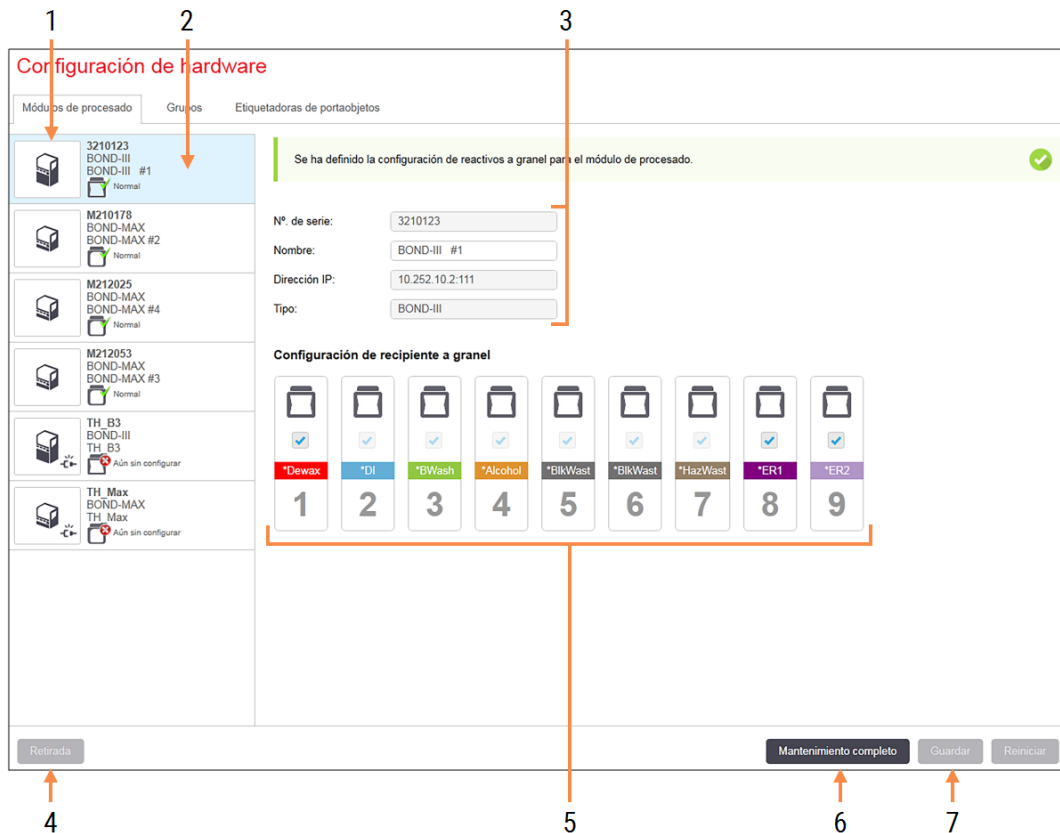 1 2 3
Configuración de hardware
Módulos de procesado Grupos Etiquetadoras de portaobjetos
3210123
BOND-III
BOND-III #1
Normal
M210178
BOND-MAX
BOND-MAX #2
Normal
M212025
BOND-MAX
BOND-MAX #4
Normal
M212053
BOND-MAX
BOND-MAX #3
Normal
TH_B3
BOND-III
TH_B3
Aún sin configurar
TH_Max
BOND-MAX
TH_Max
Aún sin configurar
Se ha definido la configuración de reactivos a granel para el módulo de procesado.
Nº. de serie: 3210123
Nombre: BOND-III #1
Dirección IP: 10.252.10.2:111
Tipo: BOND-III
Configuración de recipiente a granel
*Dewax *DI *BWash *Alcohol *BlkWast *BlkWast *HazWast *ER1 *ER2
1 2 3 4 5 6 7 8 9
Retirada Mantenimiento completo Guardar Reiniciar
4 5 6 7